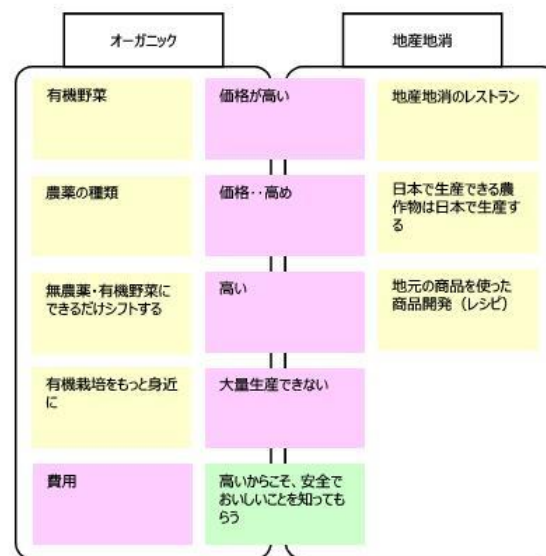 オーガニック
地産地消
有機野菜
価格が高い
地産地消のレストラン
農薬の種類
価格‥高め
日本で生産できる農
作物は日本で生産す
る
無農薬・有機野菜に
できるだけシフトする
高い
地元の商品を使った
商品開発（レシピ）
有機栽培をもっと身近
に
大量生産できない
費用
高いからこそ、安全で
おいしいことを知っても
らう